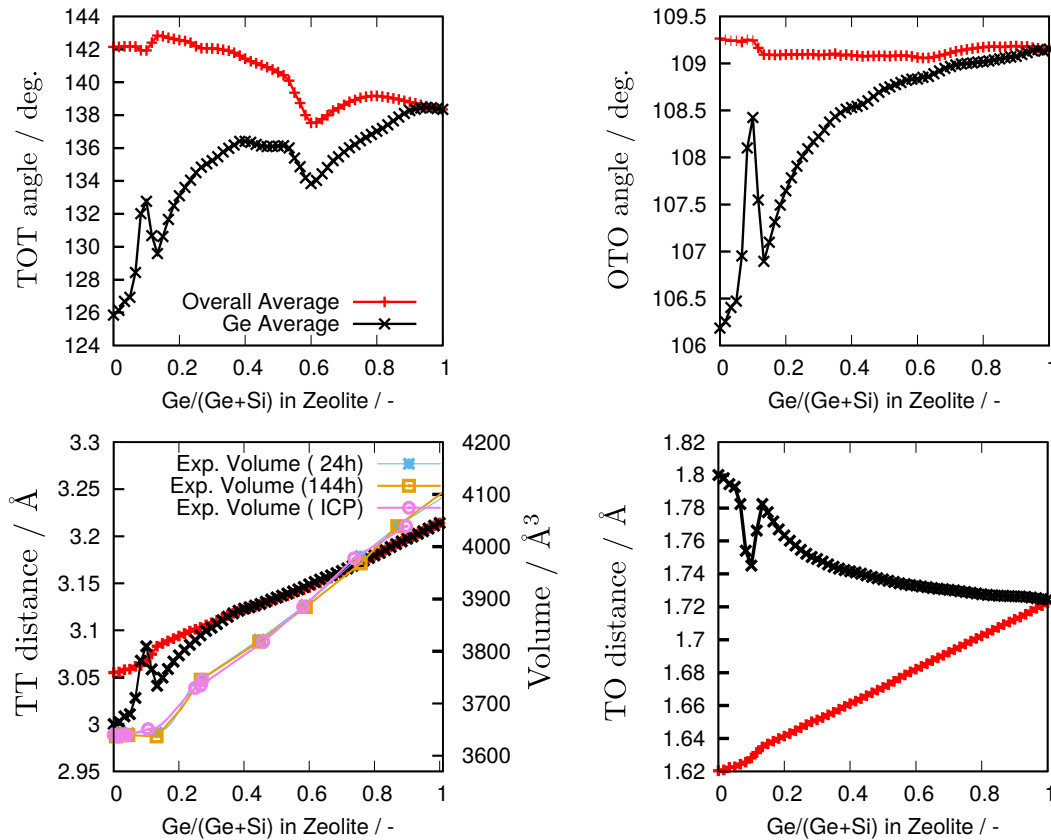 144
142
140
138
136
134
132
130
128
126
124
TOT angle / deg.
Overall Average
Ge Average
0 0.2 0.4 0.6 0.8 1
Ge/(Ge+Si) in Zeolite / -
109.5
109
108.5
108
107.5
107
106.5
106
OTO angle / deg.
0 0.2 0.4 0.6 0.8 1
Ge/(Ge+Si) in Zeolite / -
3.3
3.25
3.2
3.15
3.1
3.05
3
2.95
TT distance / Å
Exp. Volume ( 24h)
Exp. Volume (144h)
Exp. Volume ( ICP)
4200
4100
4000
3900
3800
3700
3600
Volume / Å³
0 0.2 0.4 0.6 0.8 1
Ge/(Ge+Si) in Zeolite / -
1.82
1.8
1.78
1.76
1.74
1.72
1.7
1.68
1.66
1.64
1.62
TO distance / Å
0 0.2 0.4 0.6 0.8 1
Ge/(Ge+Si) in Zeolite / -